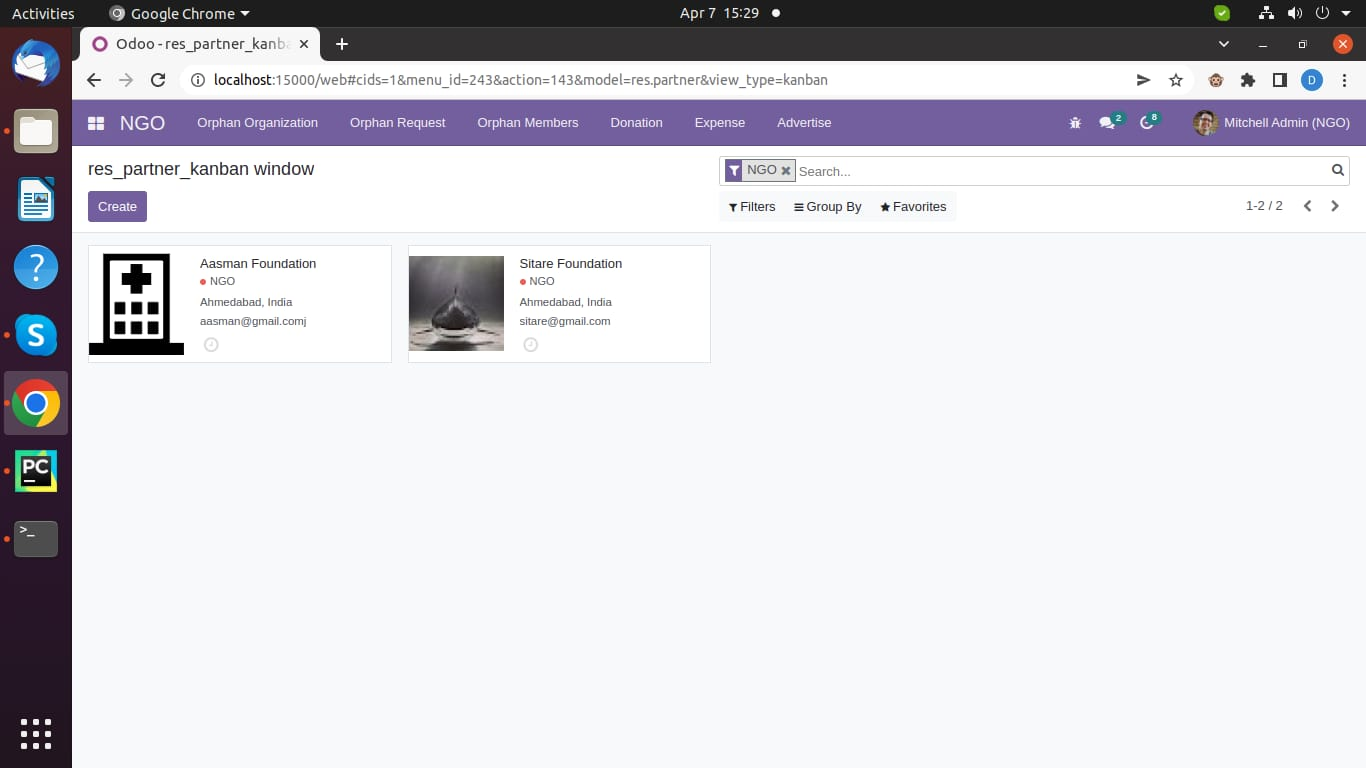 Activities Google Chrome Apr 7 15:29
Odoo - res_partner_kanba
localhost:15000/web#cids=1&menu_id=243&action=143&model=res.partner&view_type=kanban D
NGO Orphan Organization Orphan Request Orphan Members Donation Expense Advertise 2 8 Mitchell Admin (NGO)
res_partner_kanban window NGO Search...
Create Filters Group By Favorites 1-2 / 2
Aasman Foundation
NGO
Ahmedabad, India
aasman@gmail.comj
Sitare Foundation
NGO
Ahmedabad, India
sitare@gmail.com
?
S
PC
>_